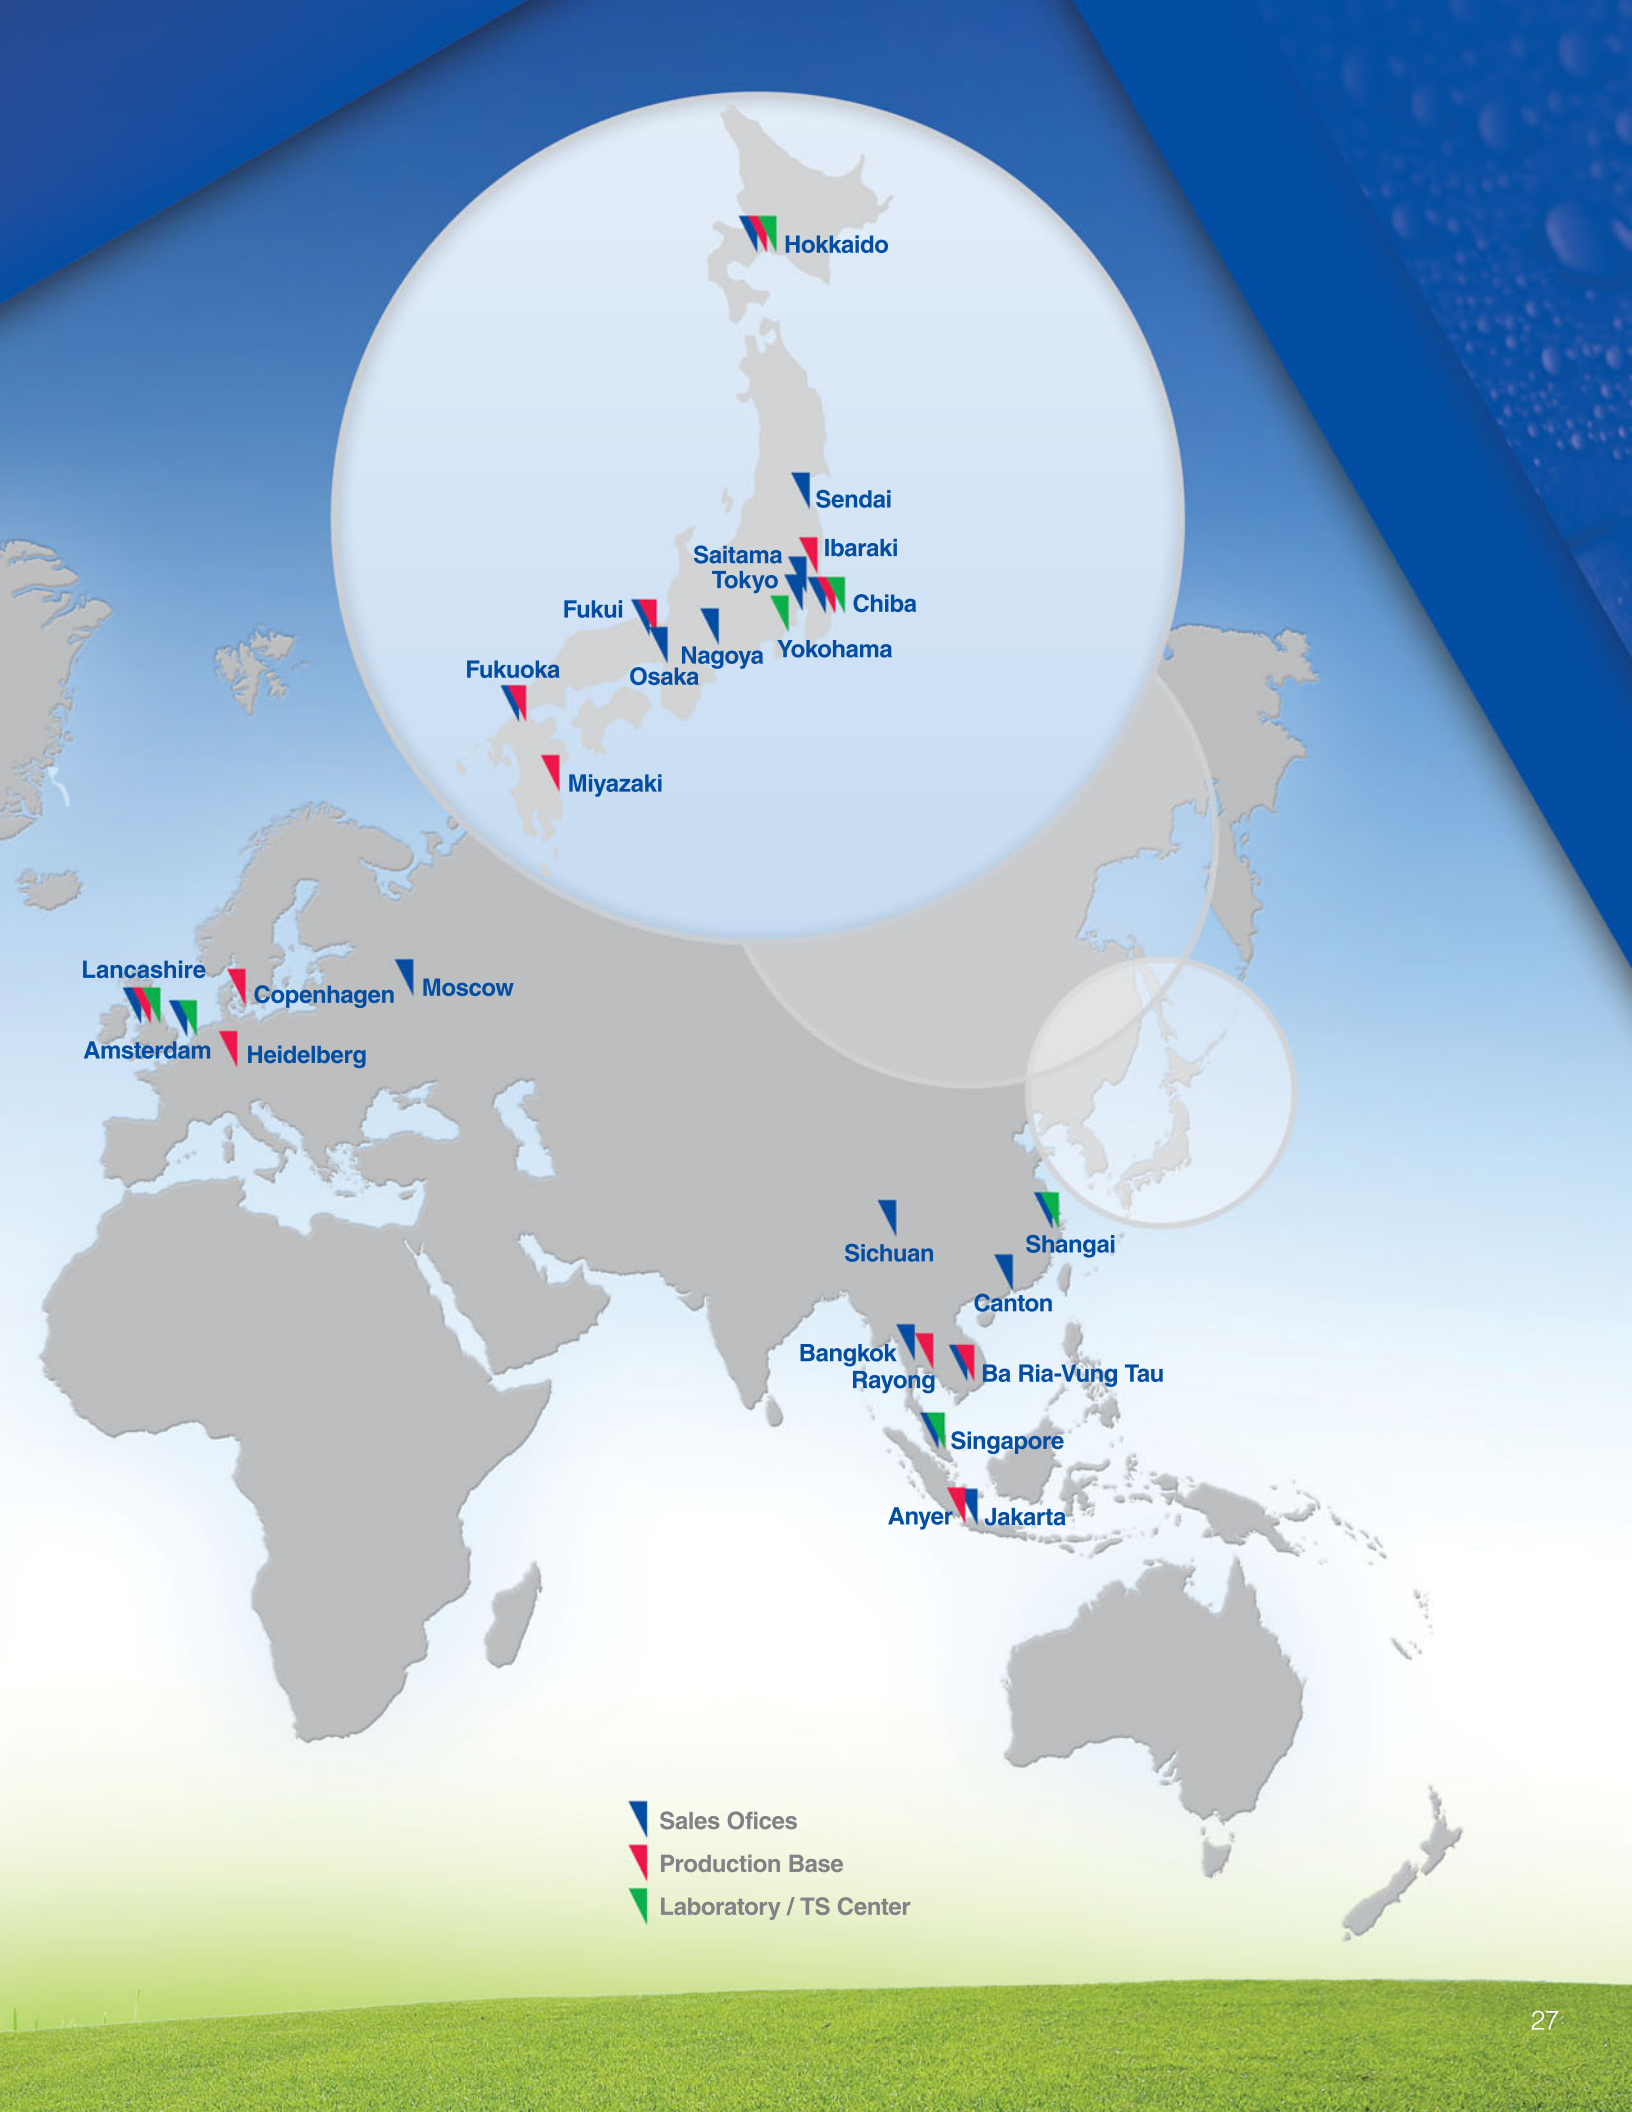 Hokkaido
Sendai
Ibaraki
Saitama
Tokyo
Chiba
Fukui
Yokohama
Nagoya
Osaka
Fukuoka
Miyazaki
Lancashire
Copenhagen
Moscow
Amsterdam
Heidelberg
Sichuan
Shangai
Canton
Bangkok
Rayong
Ba Ria-Vung Tau
Singapore
Anyer
Jakarta
Sales Ofices
Production Base
Laboratory / TS Center
27